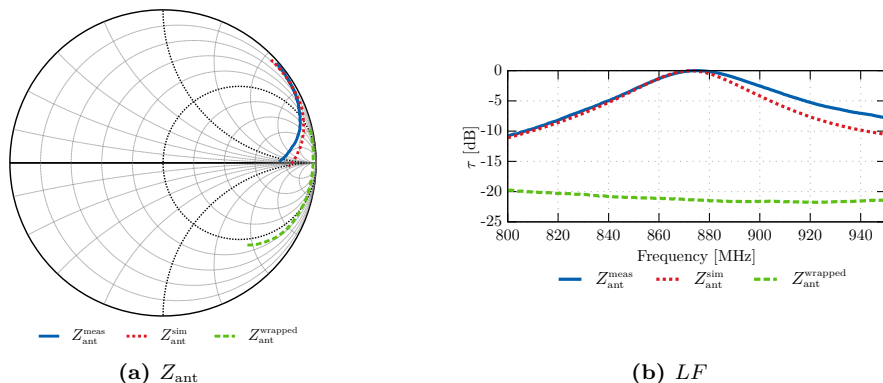 0
-5
-10
-15
-20
-25
τ [dB]
800 820 840 860 880 900 920 940
Frequency [MHz]
Z_ant^meas Z_ant^sim Z_ant^wrapped
Z_ant^meas Z_ant^sim Z_ant^wrapped
(a) Z_ant
(b) LF